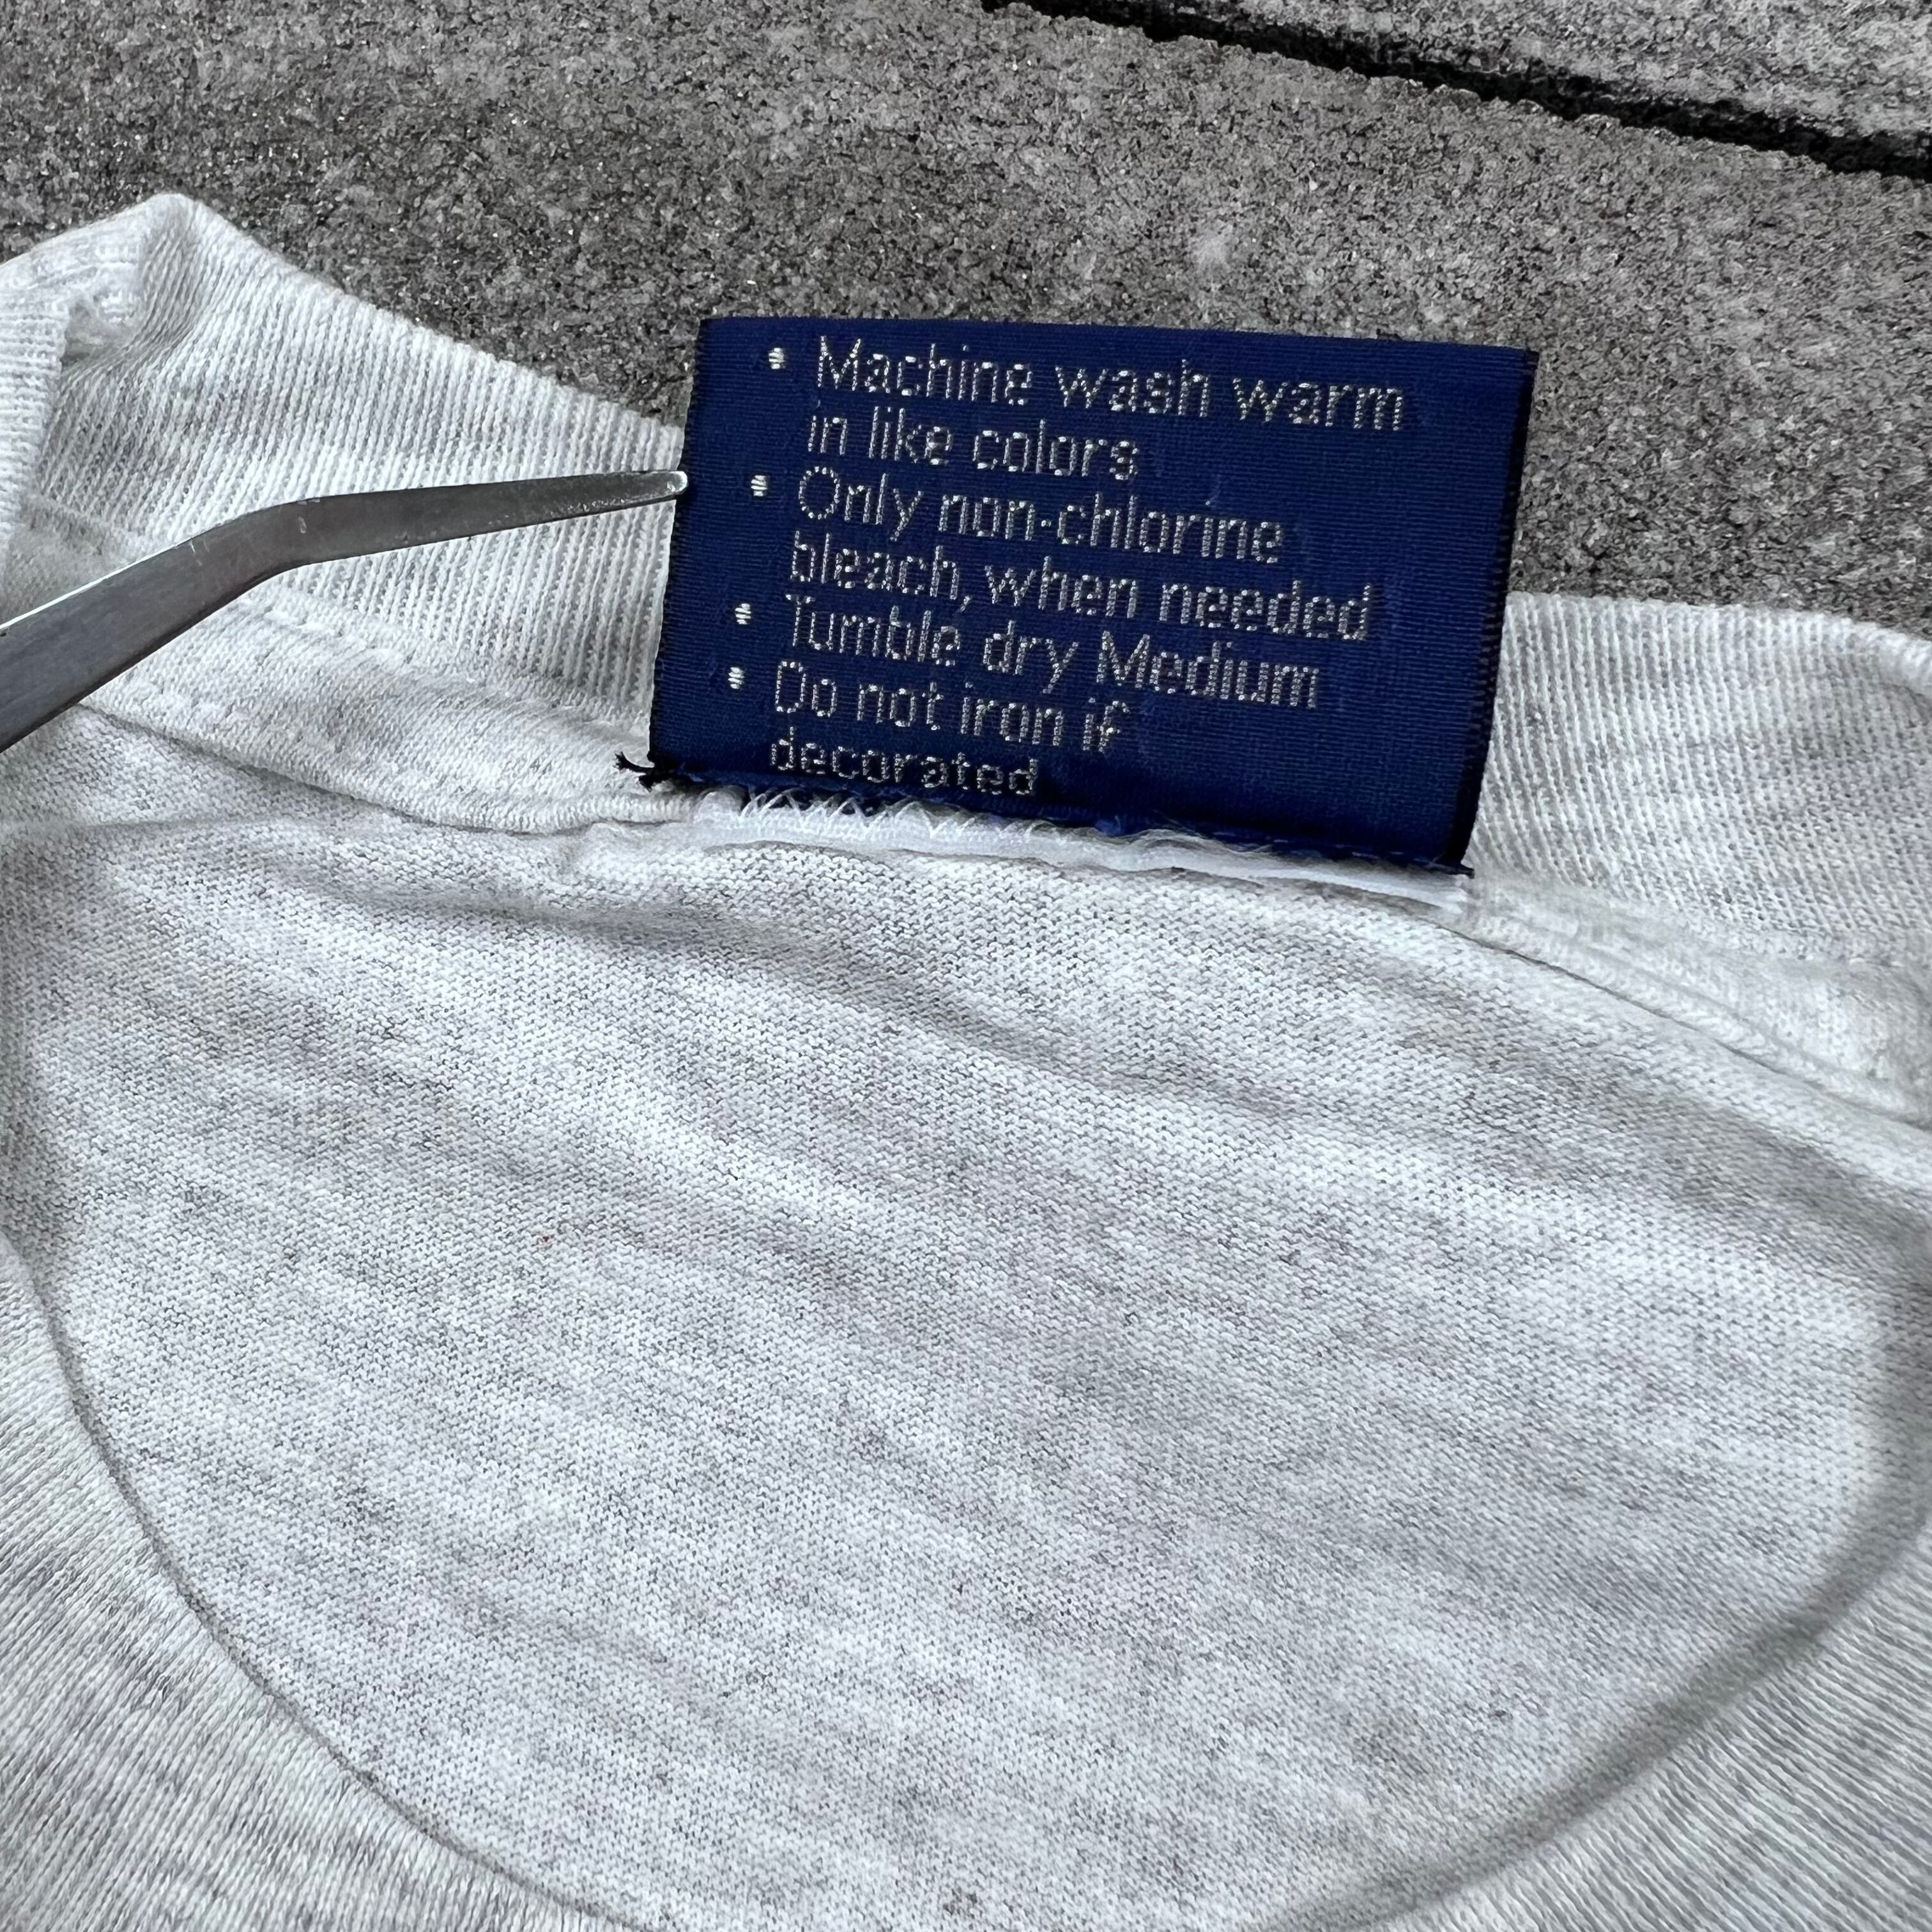 • Machine wash warm
in like colors
• Only non-chlorine
bleach, when needed
• Tumble dry Medium
• Do not iron if
decorated